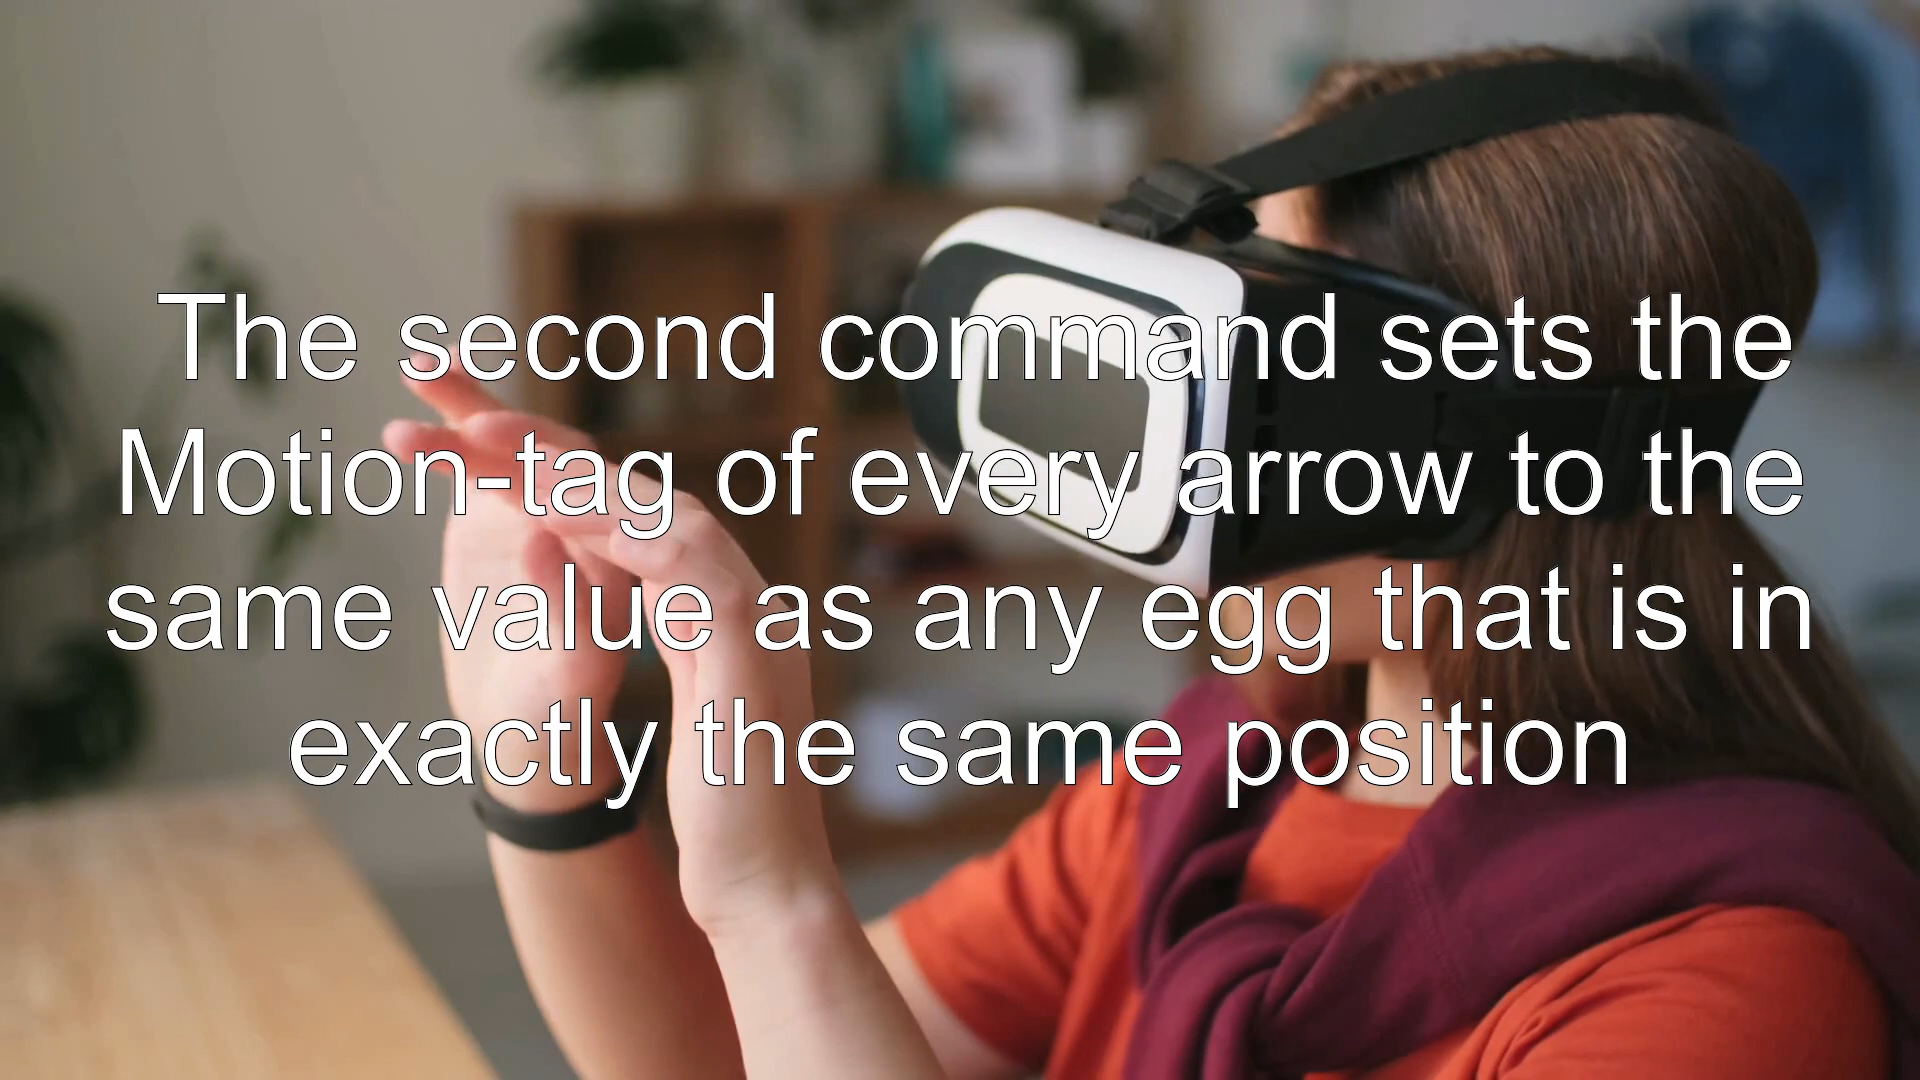 The second command sets the
Motion-tag of every arrow to the
same value as any egg that is in
exactly the same position